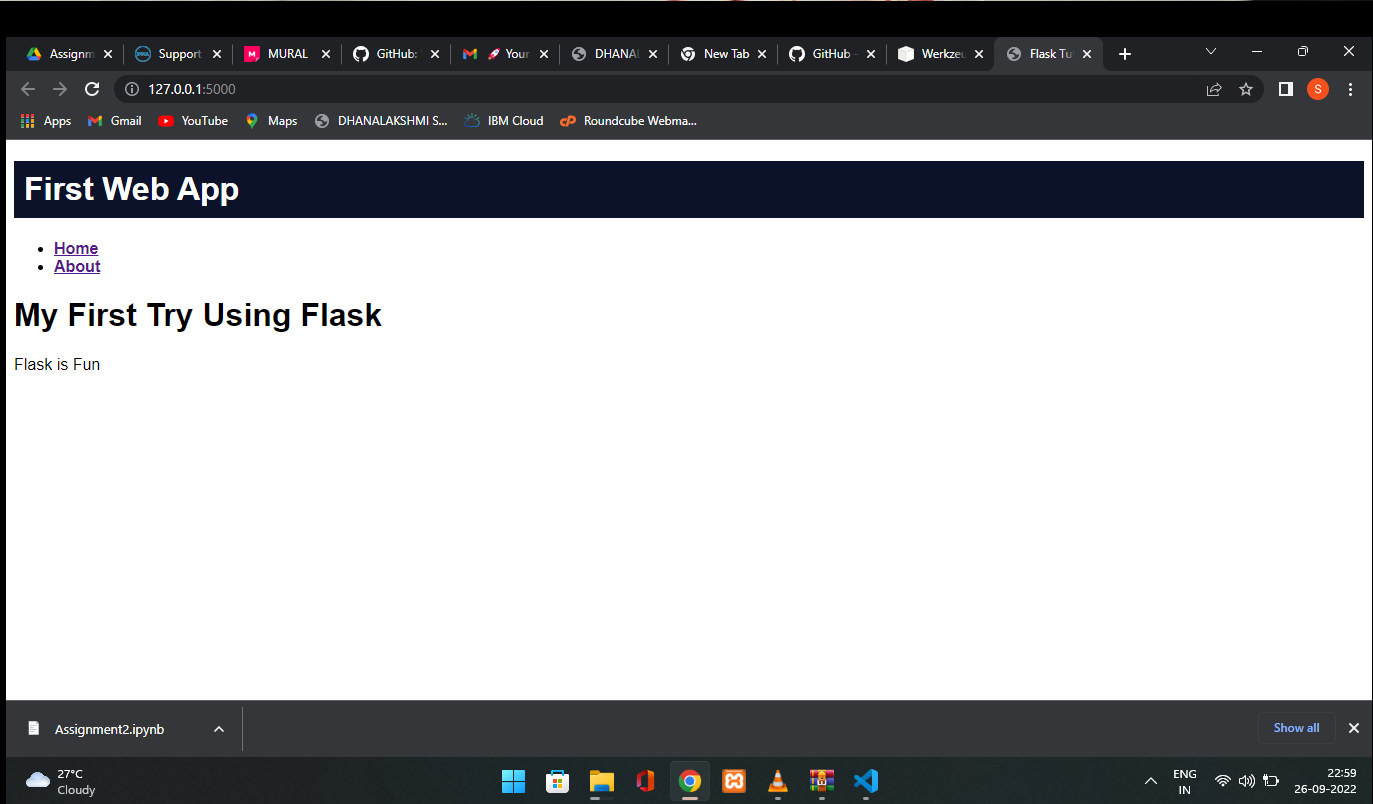 Assignm
Support
MURAL
GitHub:
Your
DHANAL
New Tab
GitHub -
Werkzeu
Flask Tu
127.0.0.1:5000
S
Apps
Gmail
YouTube
Maps
DHANALAKSHMI S...
IBM Cloud
Roundcube Webma...
First Web App
Home
About
My First Try Using Flask
Flask is Fun
Assignment2.ipynb
Show all
27°C
Cloudy
ENG
IN
22:59
26-09-2022